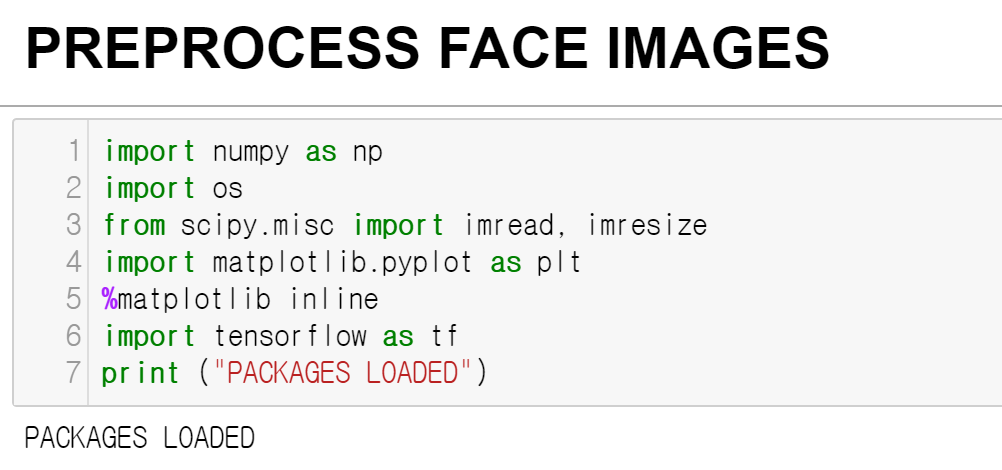 PREPROCESS FACE IMAGES
1 import numpy as np
2 import os
3 from scipy.misc import imread, imresize
4 import matplotlib.pyplot as plt
5 %matplotlib inline
6 import tensorflow as tf
7 print ("PACKAGES LOADED")
PACKAGES LOADED